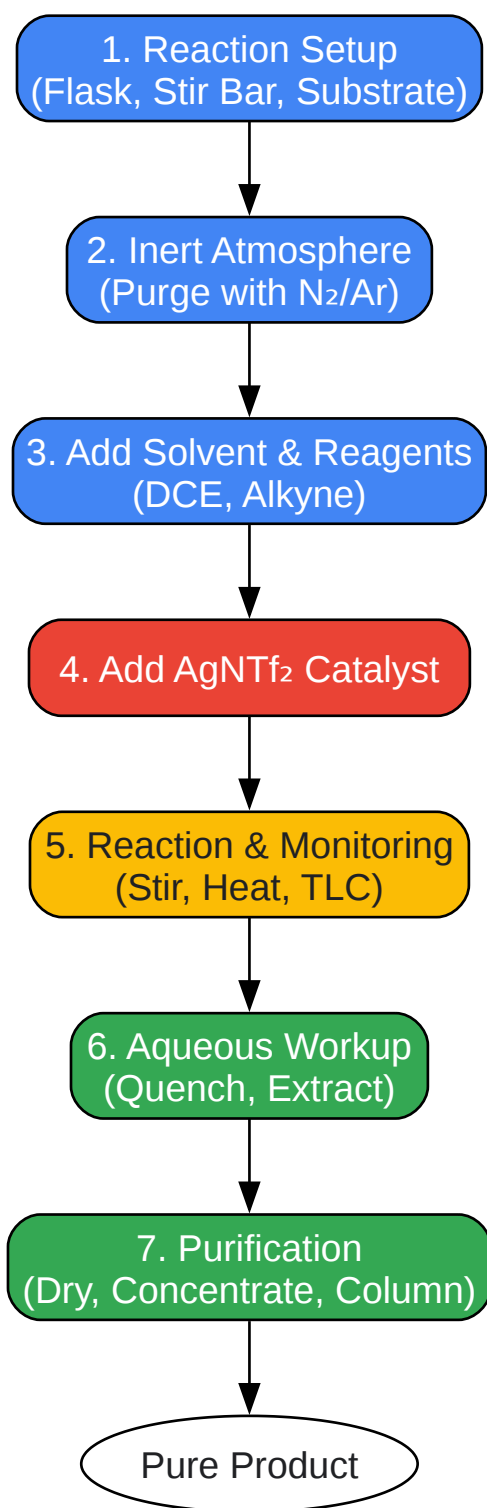 1. Reaction Setup
(Flask, Stir Bar, Substrate)
2. Inert Atmosphere
(Purge with N₂/Ar)
3. Add Solvent & Reagents
(DCE, Alkyne)
4. Add AgNTf₂ Catalyst
5. Reaction & Monitoring
(Stir, Heat, TLC)
6. Aqueous Workup
(Quench, Extract)
7. Purification
(Dry, Concentrate, Column)
Pure Product